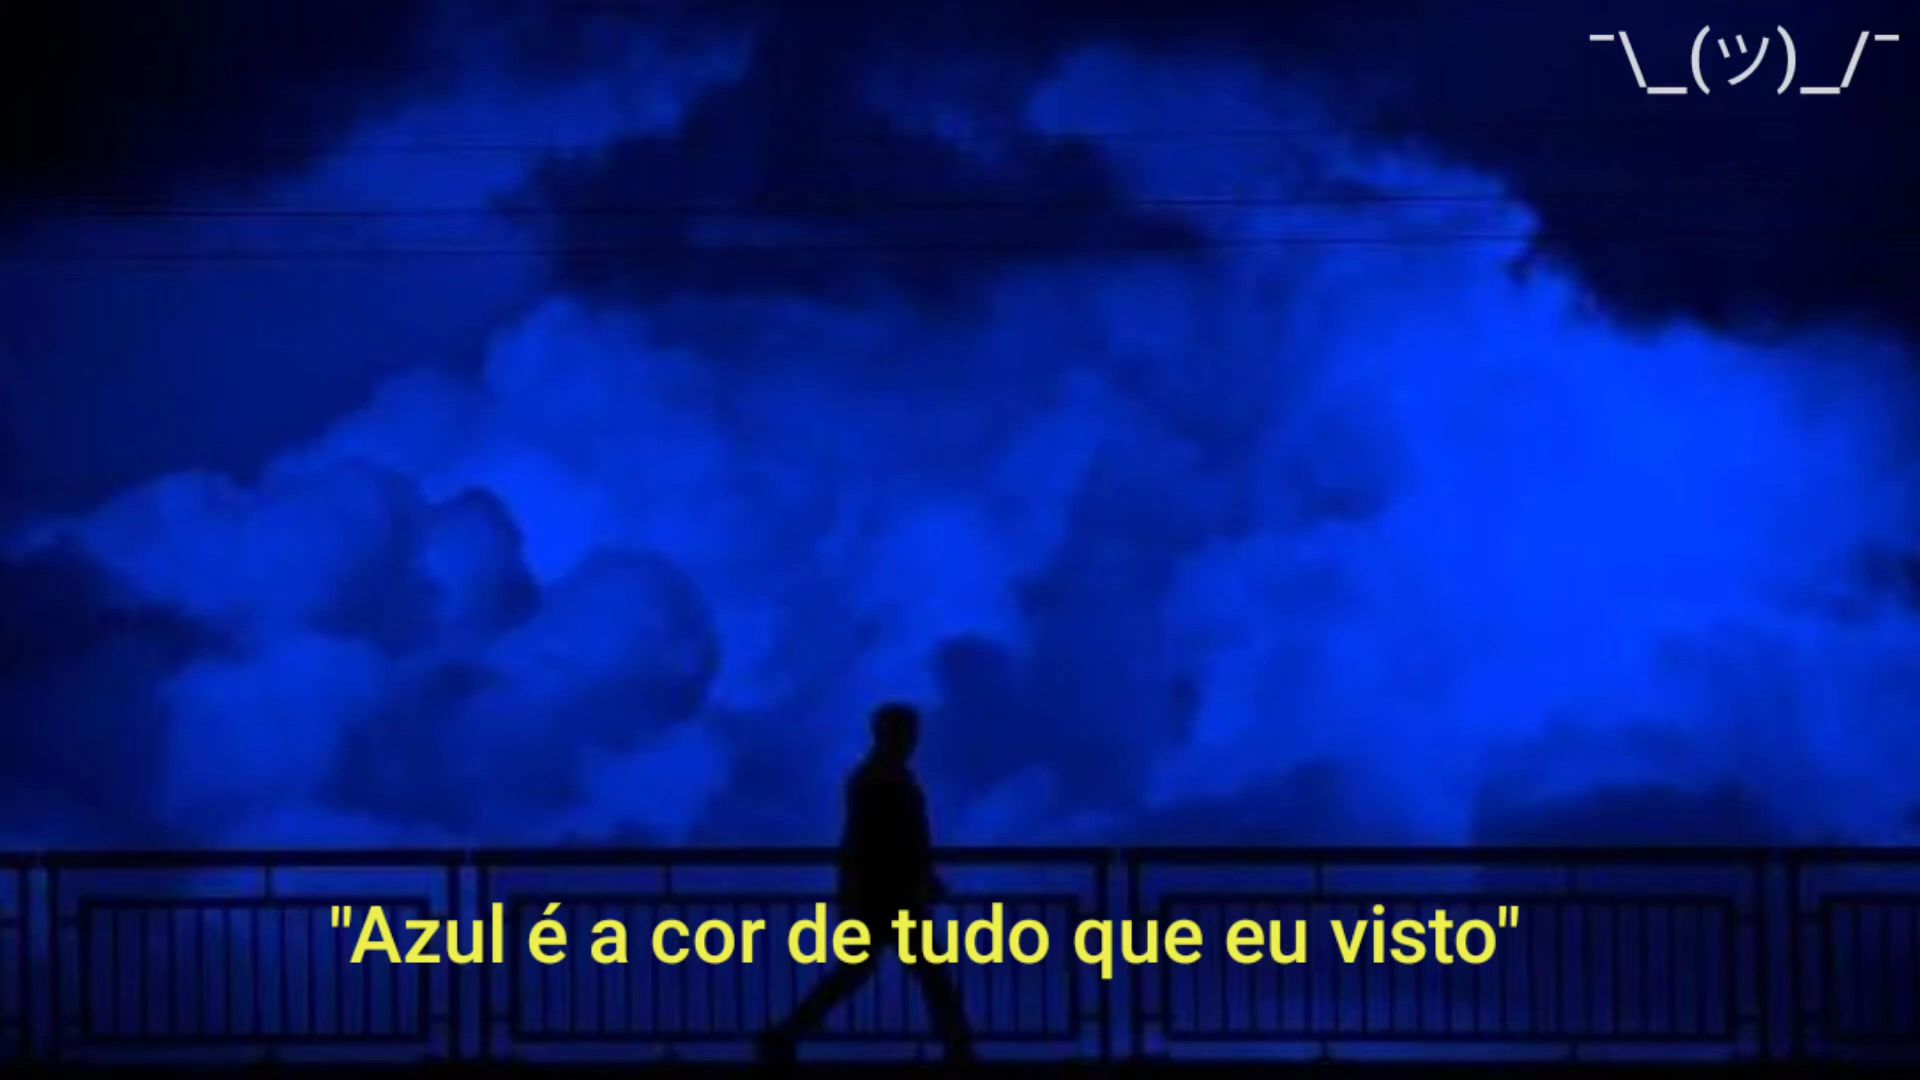 ¯\_(ツ)_/¯
"Azul é a cor de tudo que eu visto"